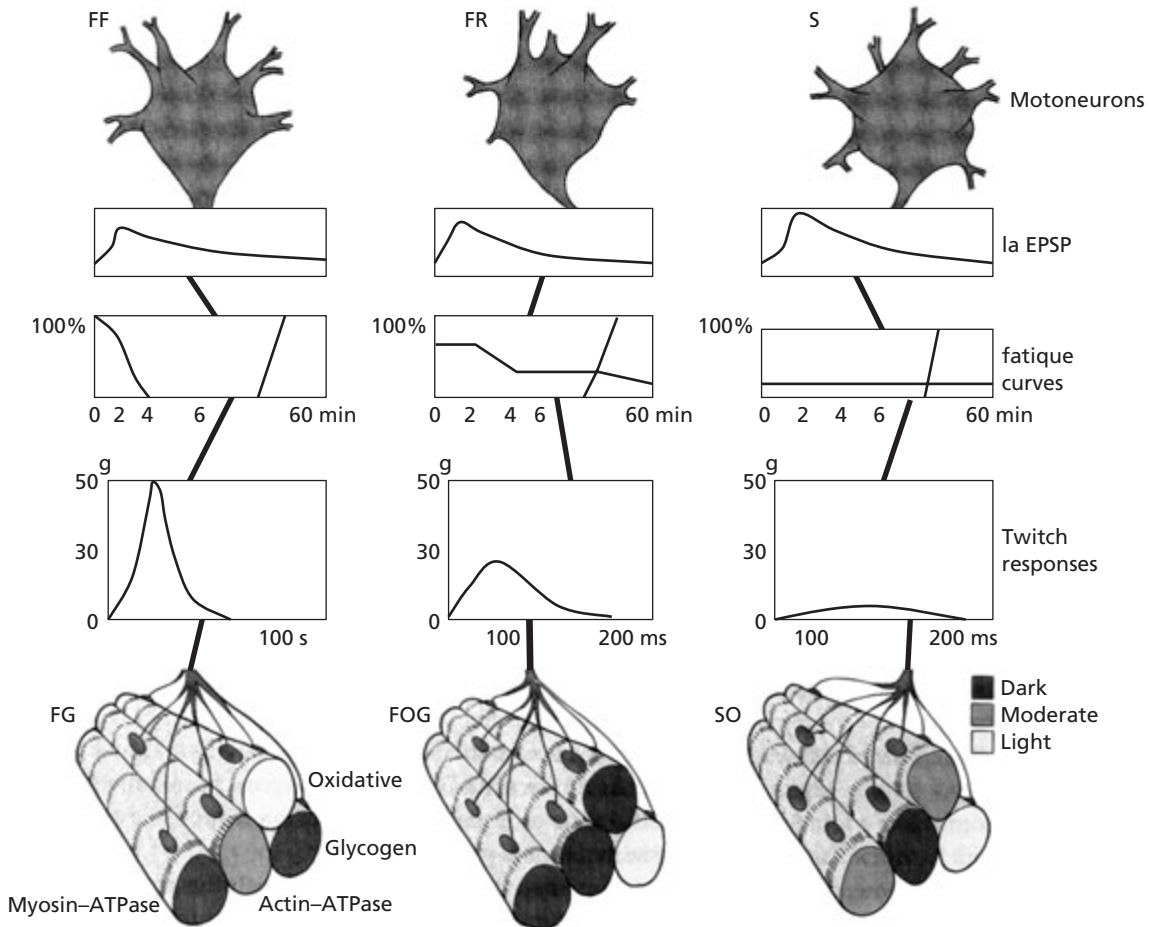 FF FR S
Motoneurons
la EPSP
100% 100% 100%
fatique
curves
0 2 4 6 60 min 0 2 4 6 60 min 0 2 4 6 60 min
g g g
50 50 50
30 30 30
Twitch
responses
0 0 0
100 s 100 200 ms 100 200 ms
Dark
FG FOG SO Moderate
Light
Oxidative
Glycogen
Myosin–ATPase Actin–ATPase